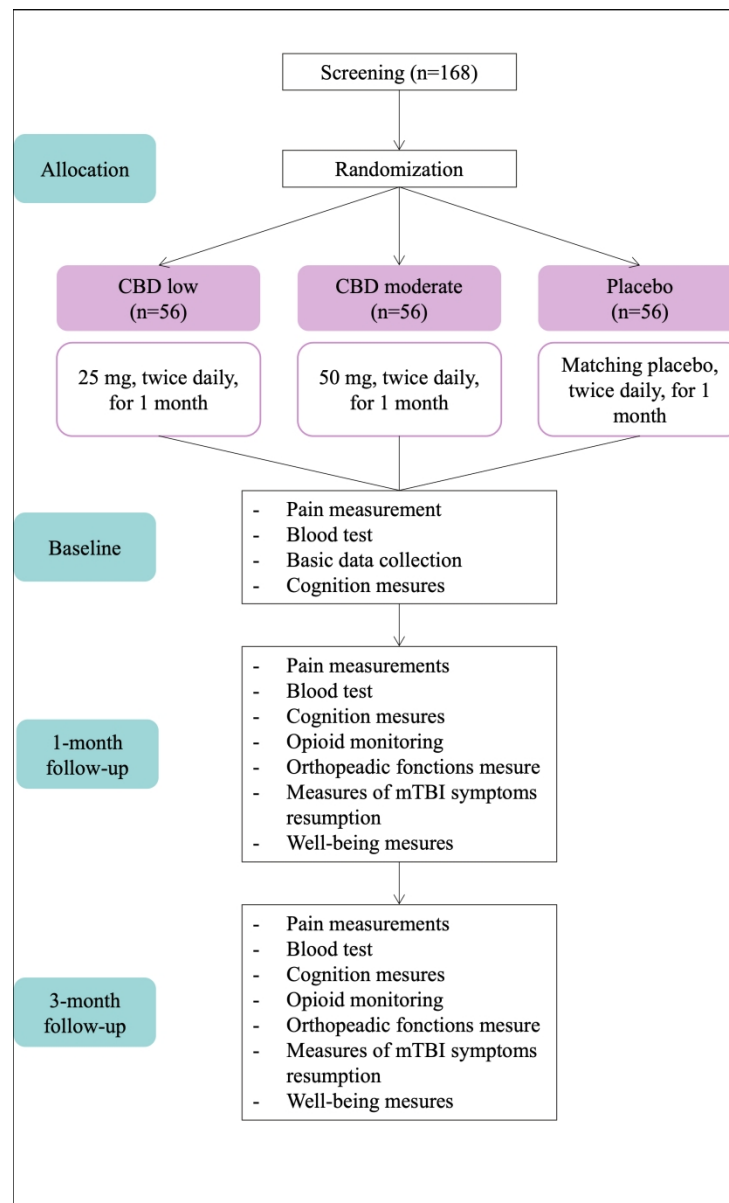 Screening (n=168)
Allocation
Randomization
CBD low
(n=56)
CBD moderate
(n=56)
Placebo
(n=56)
25 mg, twice daily,
for 1 month
50 mg, twice daily,
for 1 month
Matching placebo,
twice daily, for 1
month
Baseline
- Pain measurement
- Blood test
- Basic data collection
- Cognition mesures
1-month
follow-up
- Pain measurements
- Blood test
- Cognition mesures
- Opioid monitoring
- Orthopeadic fonctions mesure
- Measures of mTBI symptoms
resumption
- Well-being mesures
3-month
follow-up
- Pain measurements
- Blood test
- Cognition mesures
- Opioid monitoring
- Orthopeadic fonctions mesure
- Measures of mTBI symptoms
resumption
- Well-being mesures